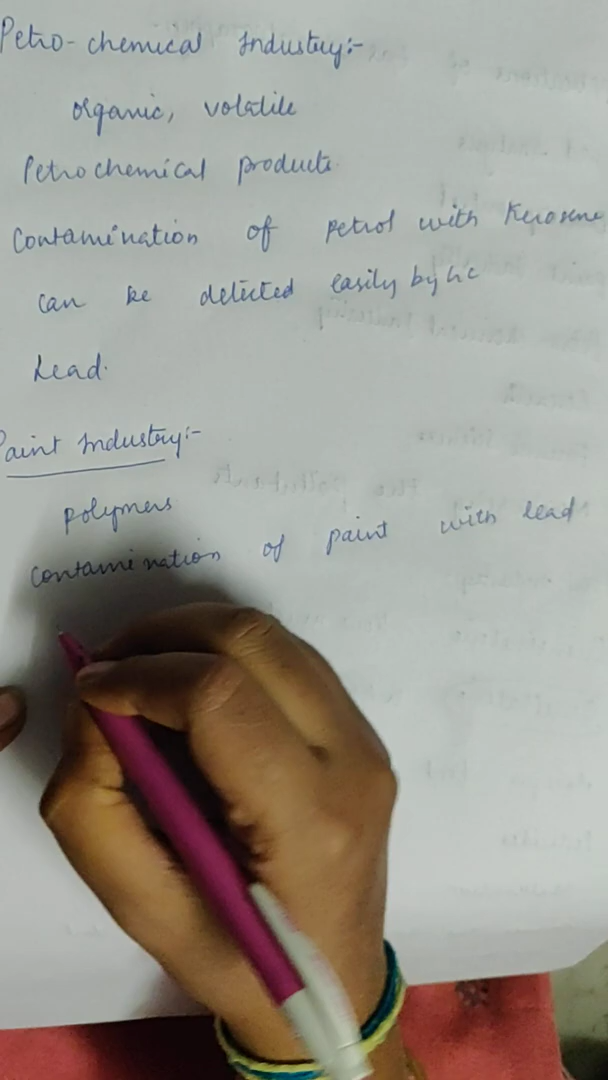 Petro-chemical Industry:-
organic, volatile
Petrochemical products.
Contamination of petrol with Kerosene
can be detected easily by GC
Lead.
Paint Industry:-
polymers
contamination of paint with lead